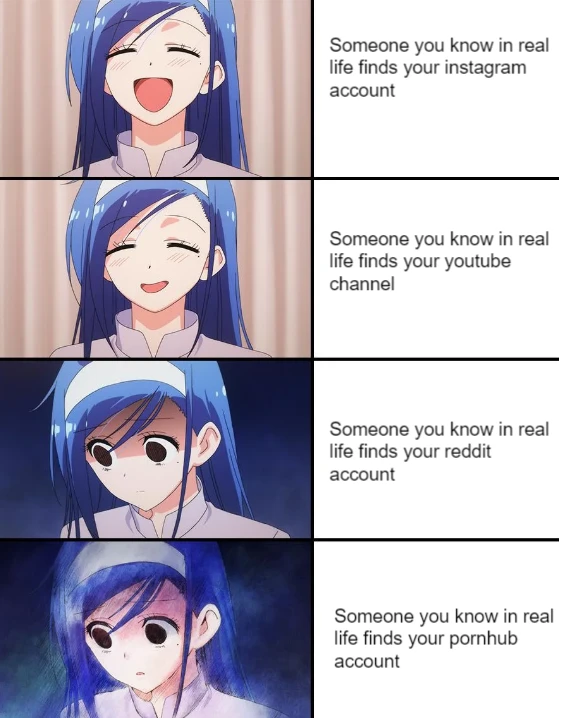 Someone you know in real
life finds your instagram
account
Someone you know in real
life finds your youtube
channel
Someone you know in real
life finds your reddit
account
Someone you know in real
life finds your pornhub
account